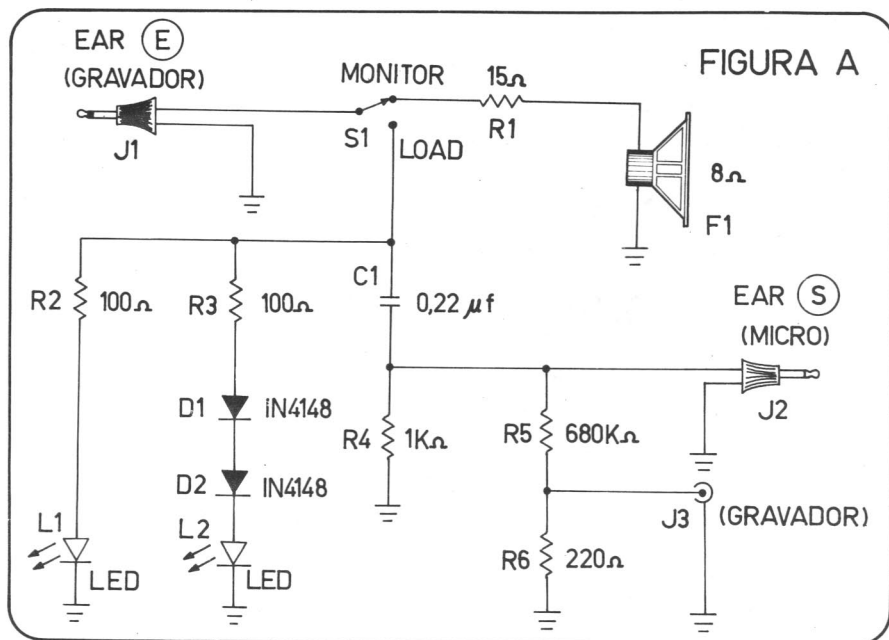 EAR E
(GRAVADOR)
J1
MONITOR
S1
LOAD
15Ω
R1
FIGURA A
8Ω
F1
R2
100Ω
R3
100Ω
C1
0,22 µf
EAR S
(MICRO)
J2
D1
iN4148
R4
1KΩ
R5
680KΩ
D2
IN4148
J3
(GRAVADOR)
L1
LED
L2
LED
R6
220Ω